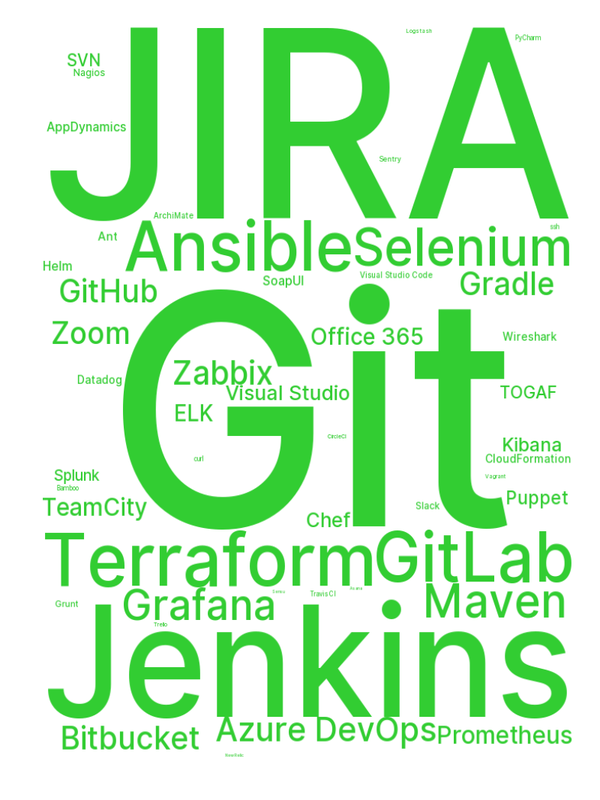 JIRA
Logstash
PyCharm
SVN
Nagios
AppDynamics
Sentry
ArchiMate
Ant
Ansible
Selenium
ssh
Helm
SoapUI
Visual Studio Code
GitHub
Gradle
Zoom
Git
Office 365
Wireshark
Zabbix
Datadog
Visual Studio
TOGAF
ELK
CircleCI
Kibana
curl
CloudFormation
Splunk
Vagrant
Bamboo
TeamCity
Slack
Puppet
Chef
Terraform
GitLab
Travis CI
Grunt
Grafana
Maven
Trello
Jenkins
Bitbucket
Azure DevOps
Prometheus